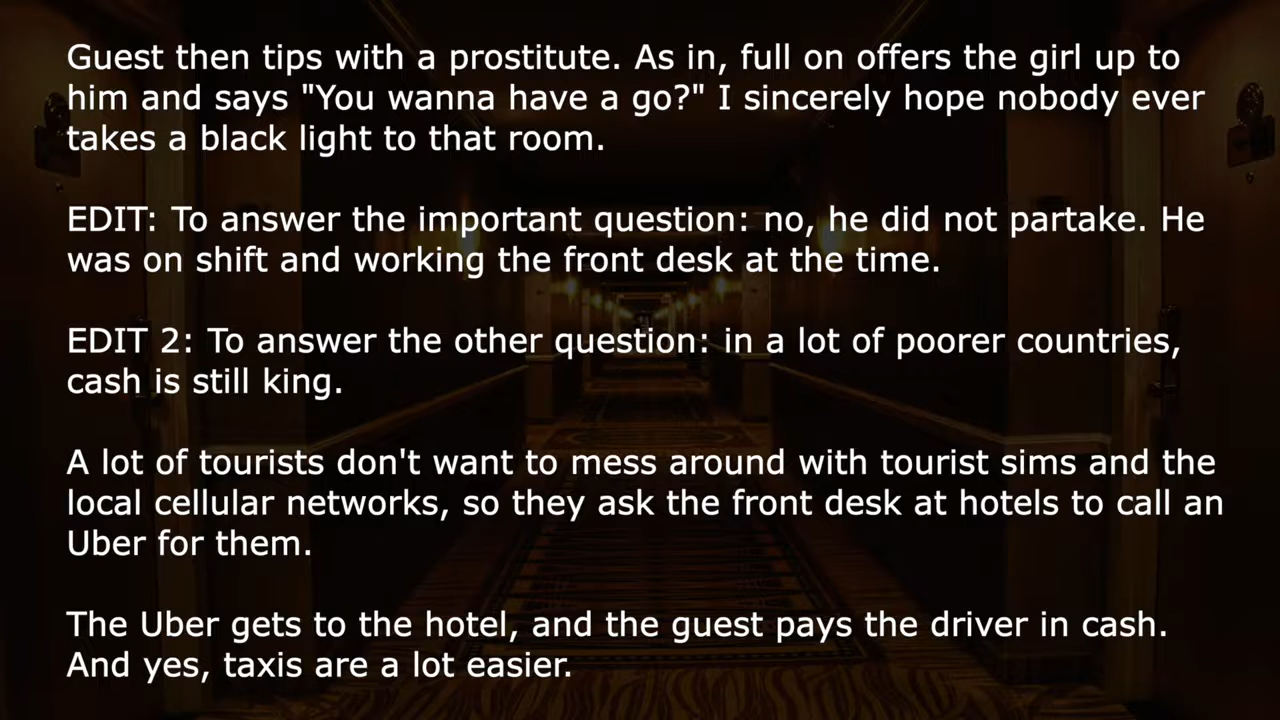 Guest then tips with a prostitute. As in, full on offers the girl up to
him and says "You wanna have a go?" I sincerely hope nobody ever
takes a black light to that room.
EDIT: To answer the important question: no, he did not partake. He
was on shift and working the front desk at the time.
EDIT 2: To answer the other question: in a lot of poorer countries,
cash is still king.
A lot of tourists don't want to mess around with tourist sims and the
local cellular networks, so they ask the front desk at hotels to call an
Uber for them.
The Uber gets to the hotel, and the guest pays the driver in cash.
And yes, taxis are a lot easier.